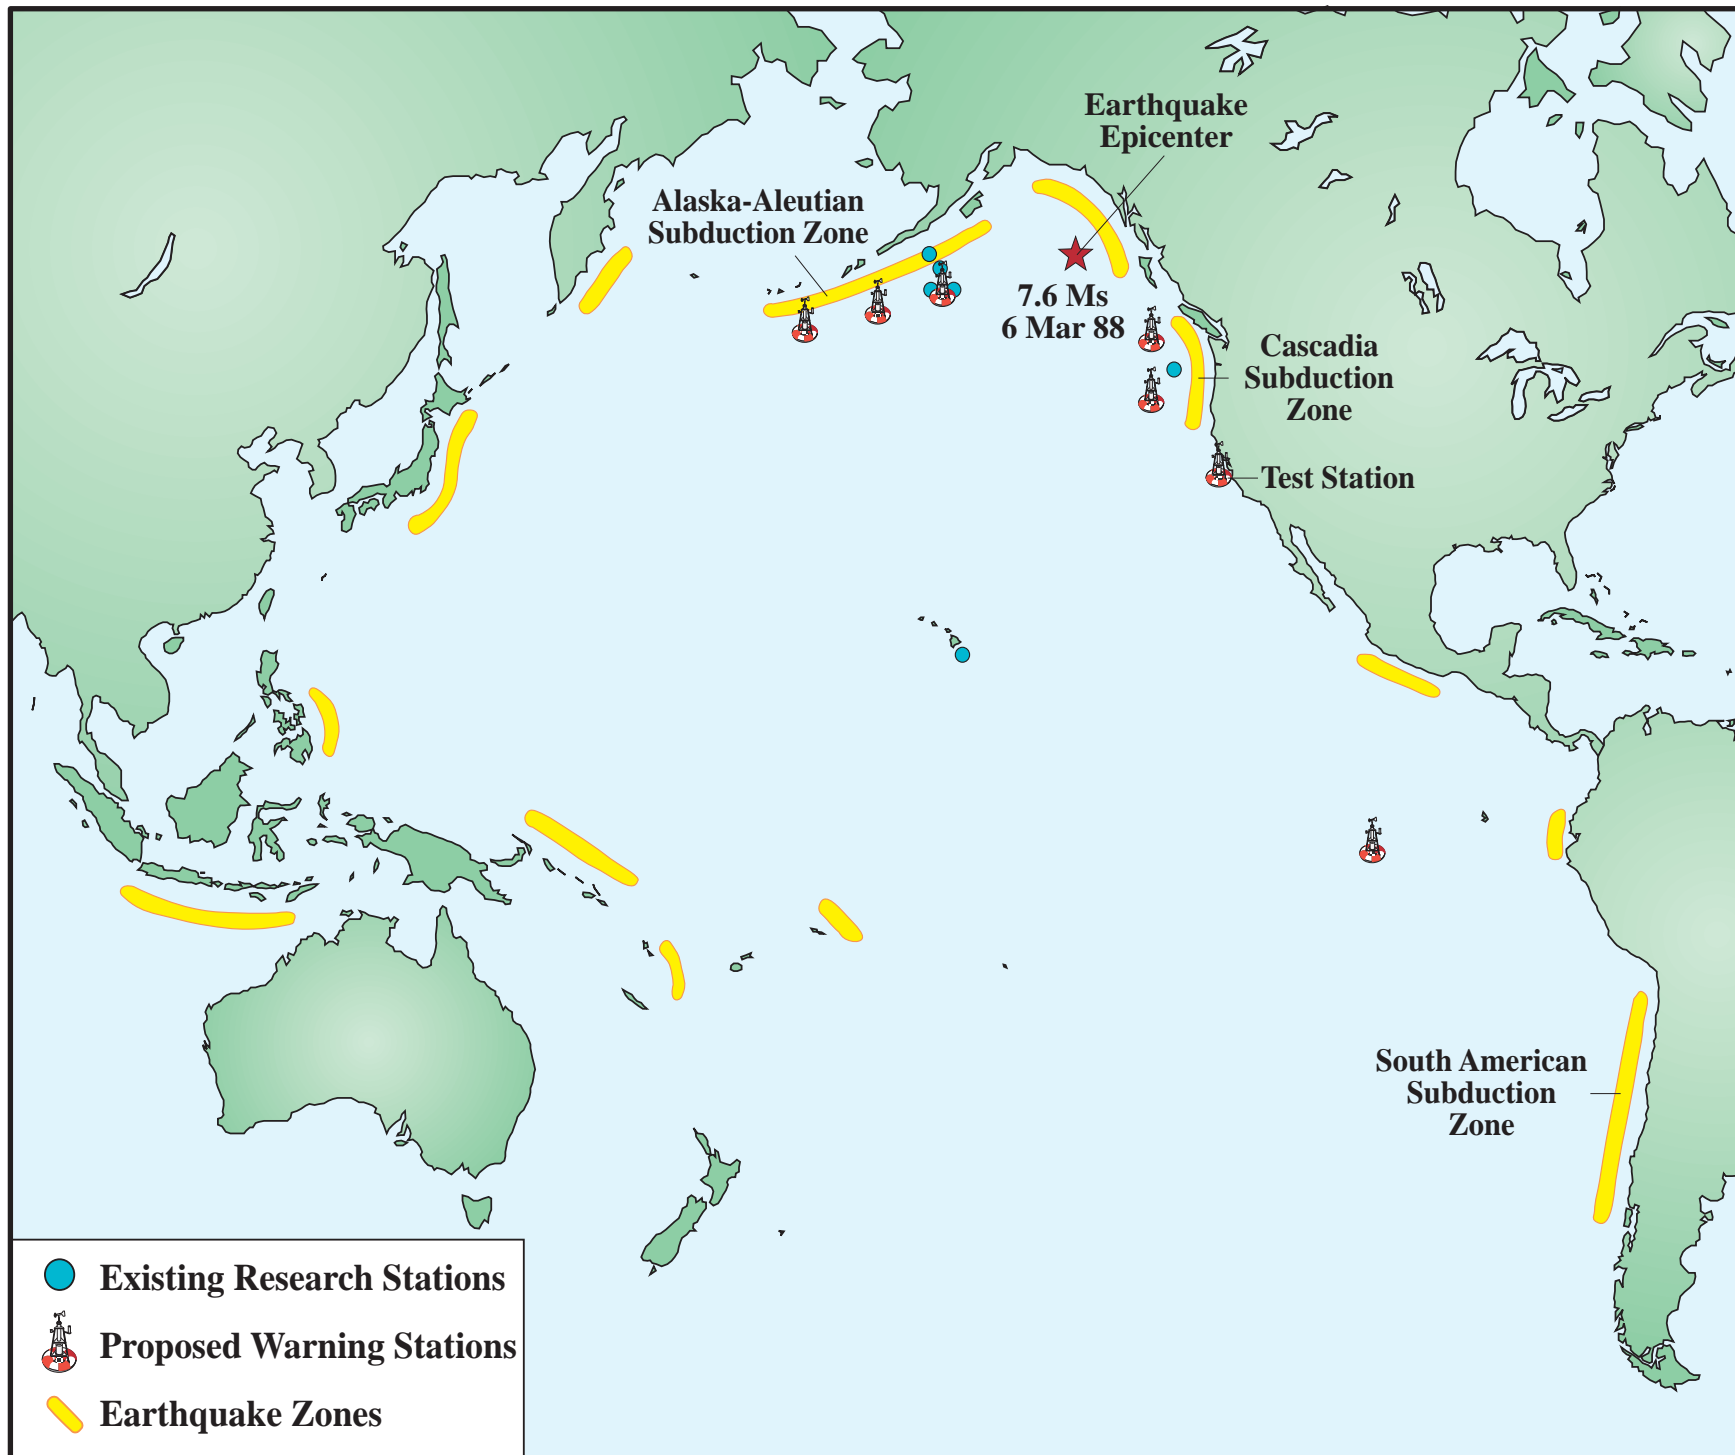 Earthquake
Epicenter
Alaska-Aleutian
Subduction Zone
7.6 Ms
6 Mar 88
Cascadia
Subduction
Zone
Test Station
South American
Subduction
Zone
Existing Research Stations
Proposed Warning Stations
Earthquake Zones